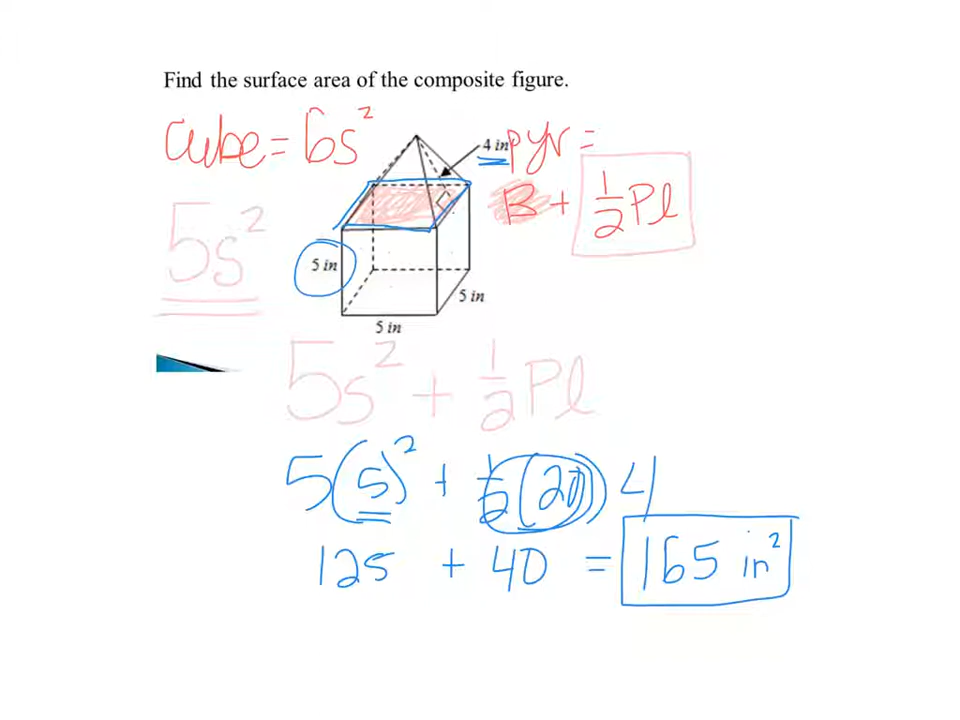 Find the surface area of the composite figure.
Cube = 6s²
4 in
pyr =
B + ½Pl
5s²
5 in
5 in
5 in
5s² + ½Pl
5(5)² + ½(20)4
125 + 40 = 165 in²